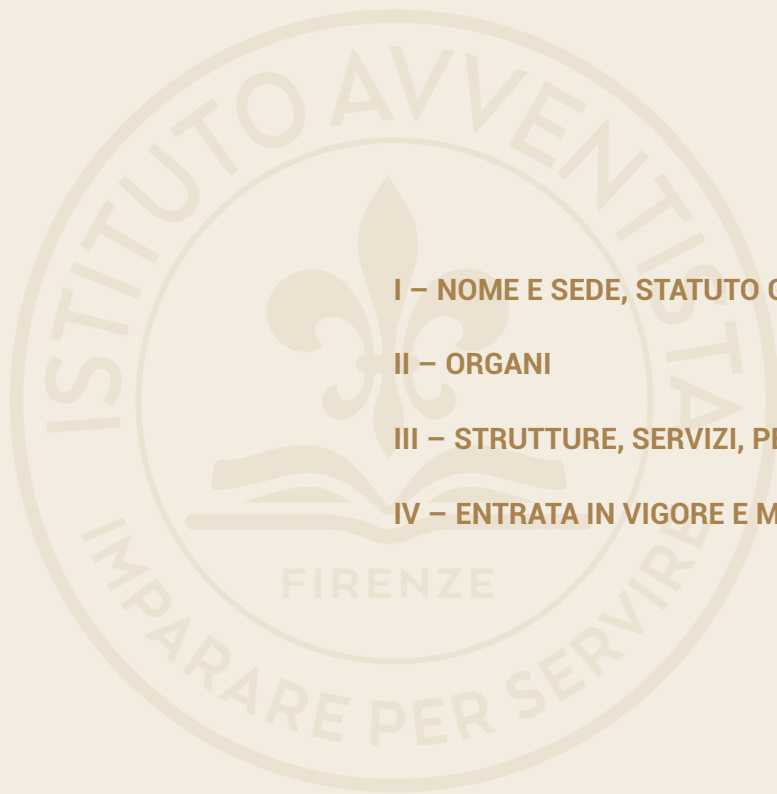 ISTITUTO AVVENTISTA
I – NOME E SEDE, STATUTO
II – ORGANI
III – STRUTTURE, SERVIZI,
IV – ENTRATA IN VIGORE E
FIRENZE
IMPARARE PER SERVIRE